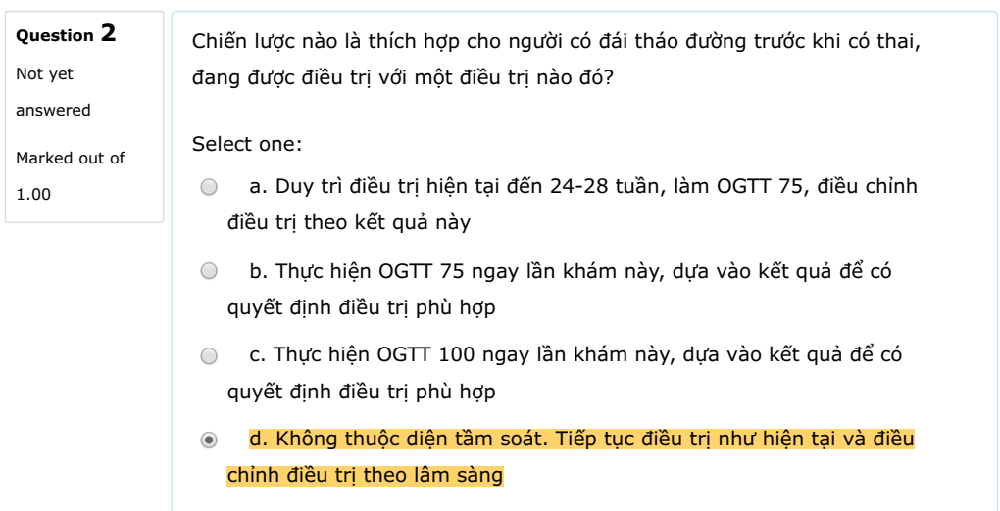 Question 2
Not yet
answered
Marked out of
1.00
Chiến lược nào là thích hợp cho người có đái tháo đường trước khi có thai,
đang được điều trị với một điều trị nào đó?
Select one:
a. Duy trì điều trị hiện tại đến 24-28 tuần, làm OGTT 75, điều chỉnh
điều trị theo kết quả này
b. Thực hiện OGTT 75 ngay lần khám này, dựa vào kết quả để có
quyết định điều trị phù hợp
c. Thực hiện OGTT 100 ngay lần khám này, dựa vào kết quả để có
quyết định điều trị phù hợp
d. Không thuộc diện tầm soát. Tiếp tục điều trị như hiện tại và điều
chỉnh điều trị theo lâm sàng